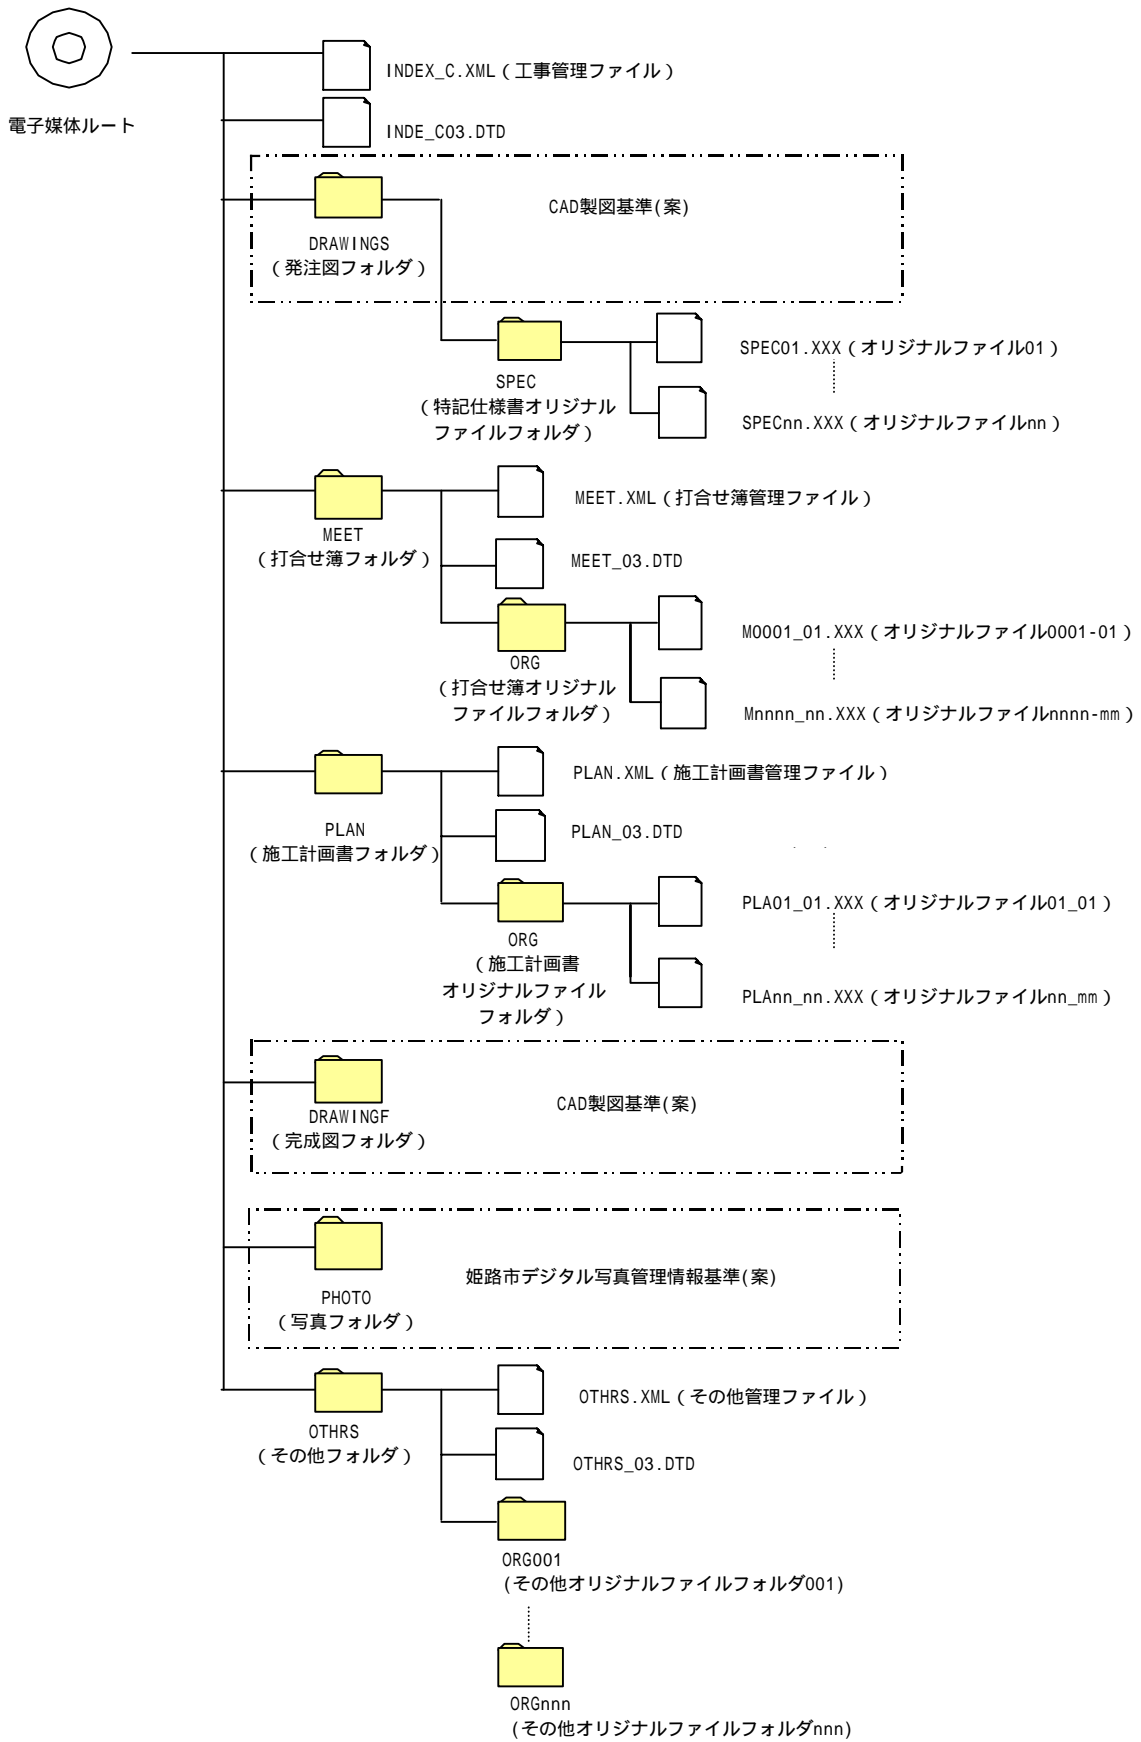 電子媒体ルート
INDEX_C.XML（工事管理ファイル）
INDE_C03.DTD
CAD製図基準(案)
DRAWINGS
（発注図フォルダ）
SPEC
（特記仕様書オリジナル
ファイルフォルダ）
SPEC01.XXX（オリジナルファイル01）
SPECnn.XXX（オリジナルファイルnn）
MEET
（打合せ簿フォルダ）
MEET.XML（打合せ簿管理ファイル）
MEET_03.DTD
ORG
（打合せ簿オリジナル
ファイルフォルダ）
M0001_01.XXX（オリジナルファイル0001-01）
Mnnnn_nn.XXX（オリジナルファイルnnnn-mm）
PLAN
（施工計画書フォルダ）
PLAN.XML（施工計画書管理ファイル）
PLAN_03.DTD
ORG
（施工計画書
オリジナルファイル
フォルダ）
PLA01_01.XXX（オリジナルファイル01_01）
PLAnn_nn.XXX（オリジナルファイルnn_mm）
DRAWINGF
（完成図フォルダ）
CAD製図基準(案)
PHOTO
（写真フォルダ）
姫路市デジタル写真管理情報基準(案)
OTHRS
（その他フォルダ）
OTHRS.XML（その他管理ファイル）
OTHRS_03.DTD
ORG001
(その他オリジナルファイルフォルダ001)
ORGnnn
(その他オリジナルファイルフォルダnnn)